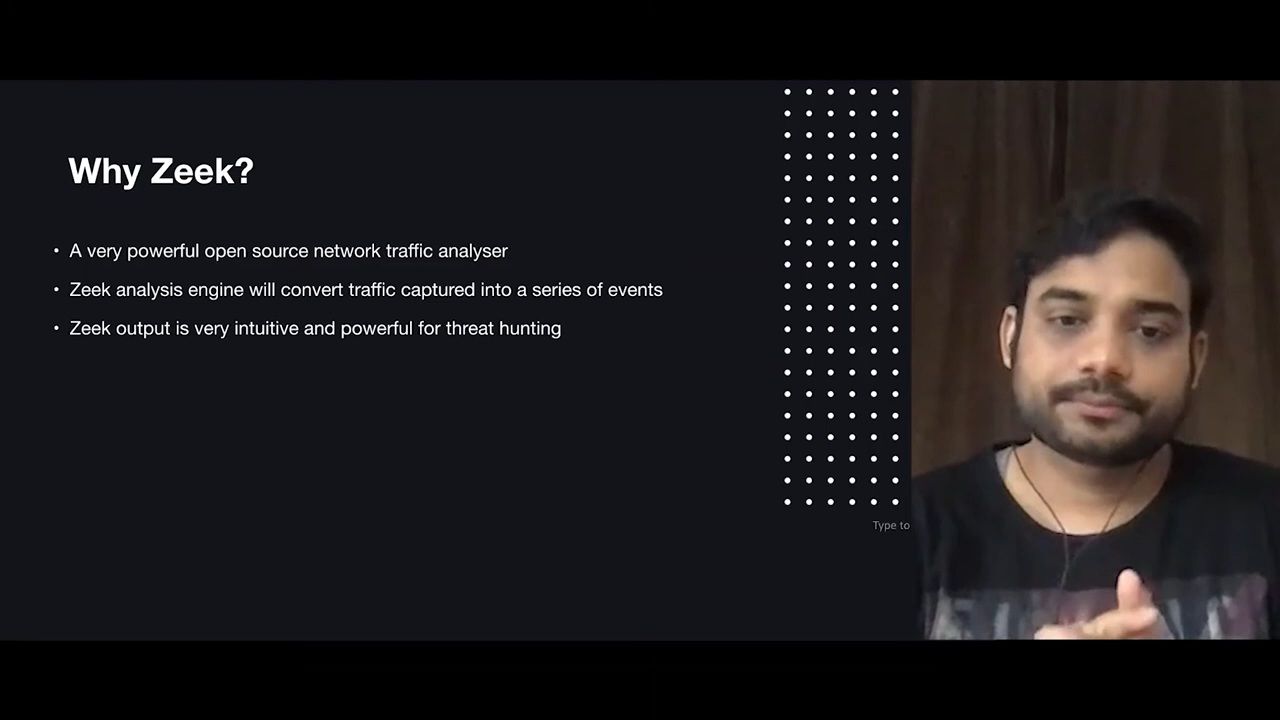 Why Zeek?
• A very powerful open source network traffic analyser
• Zeek analysis engine will convert traffic captured into a series of events
• Zeek output is very intuitive and powerful for threat hunting
Type to